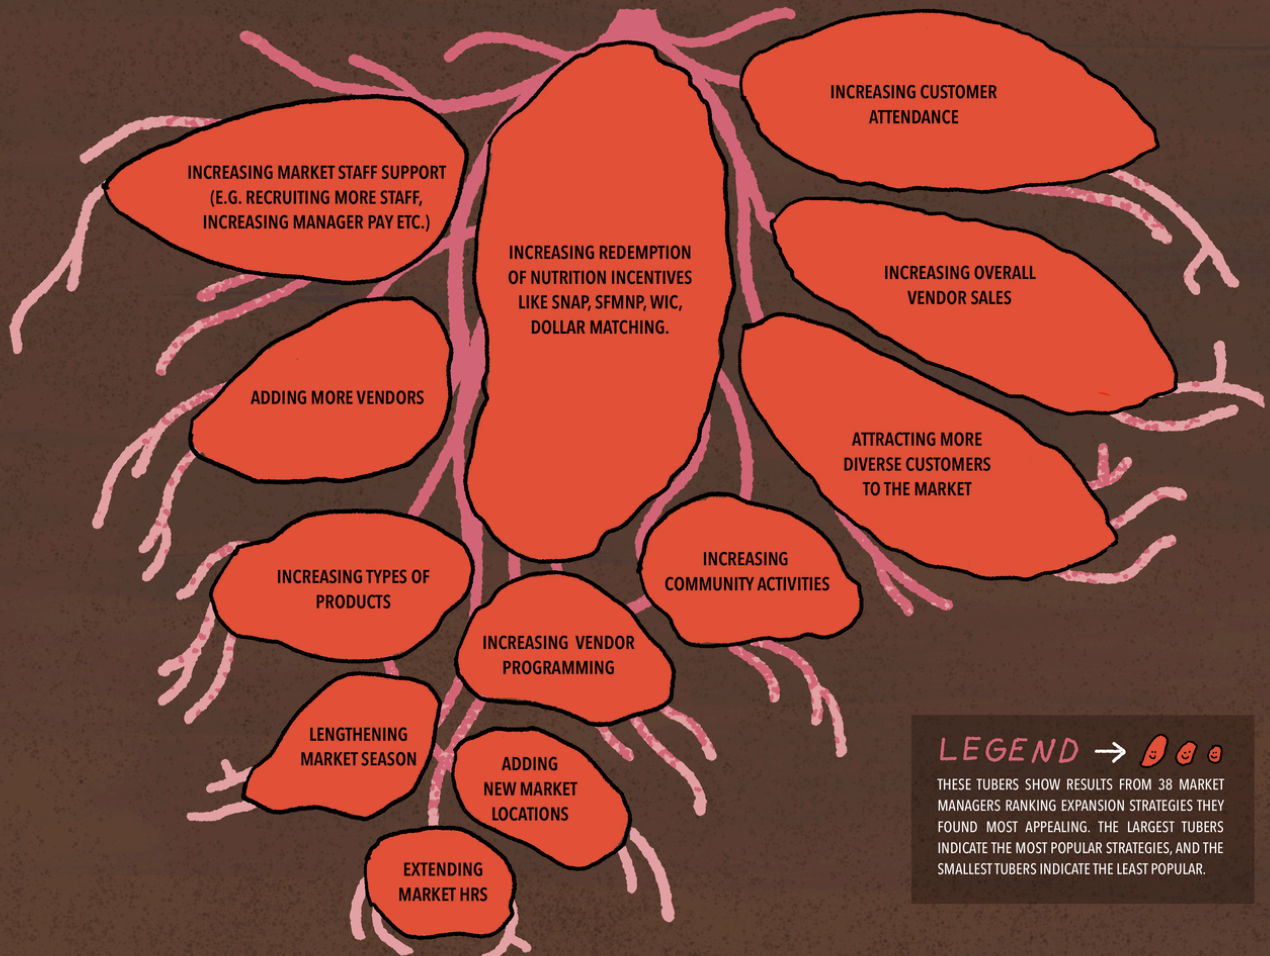 INCREASING CUSTOMER
ATTENDANCE
INCREASING MARKET STAFF SUPPORT
(E.G. RECRUITING MORE STAFF,
INCREASING MANAGER PAY ETC.)
INCREASING REDEMPTION
OF NUTRITION INCENTIVES
LIKE SNAP, SFMNP, WIC,
DOLLAR MATCHING.
INCREASING OVERALL
VENDOR SALES
ADDING MORE VENDORS
ATTRACTING MORE
DIVERSE CUSTOMERS
TO THE MARKET
INCREASING TYPES OF
PRODUCTS
INCREASING
COMMUNITY ACTIVITIES
INCREASING VENDOR
PROGRAMMING
LENGTHENING
MARKET SEASON
ADDING
NEW MARKET
LOCATIONS
EXTENDING
MARKET HRS
LEGEND
THESE TUBERS SHOW RESULTS FROM 38 MARKET
MANAGERS RANKING EXPANSION STRATEGIES THEY
FOUND MOST APPEALING. THE LARGEST TUBERS
INDICATE THE MOST POPULAR STRATEGIES, AND THE
SMALLEST TUBERS INDICATE THE LEAST POPULAR.